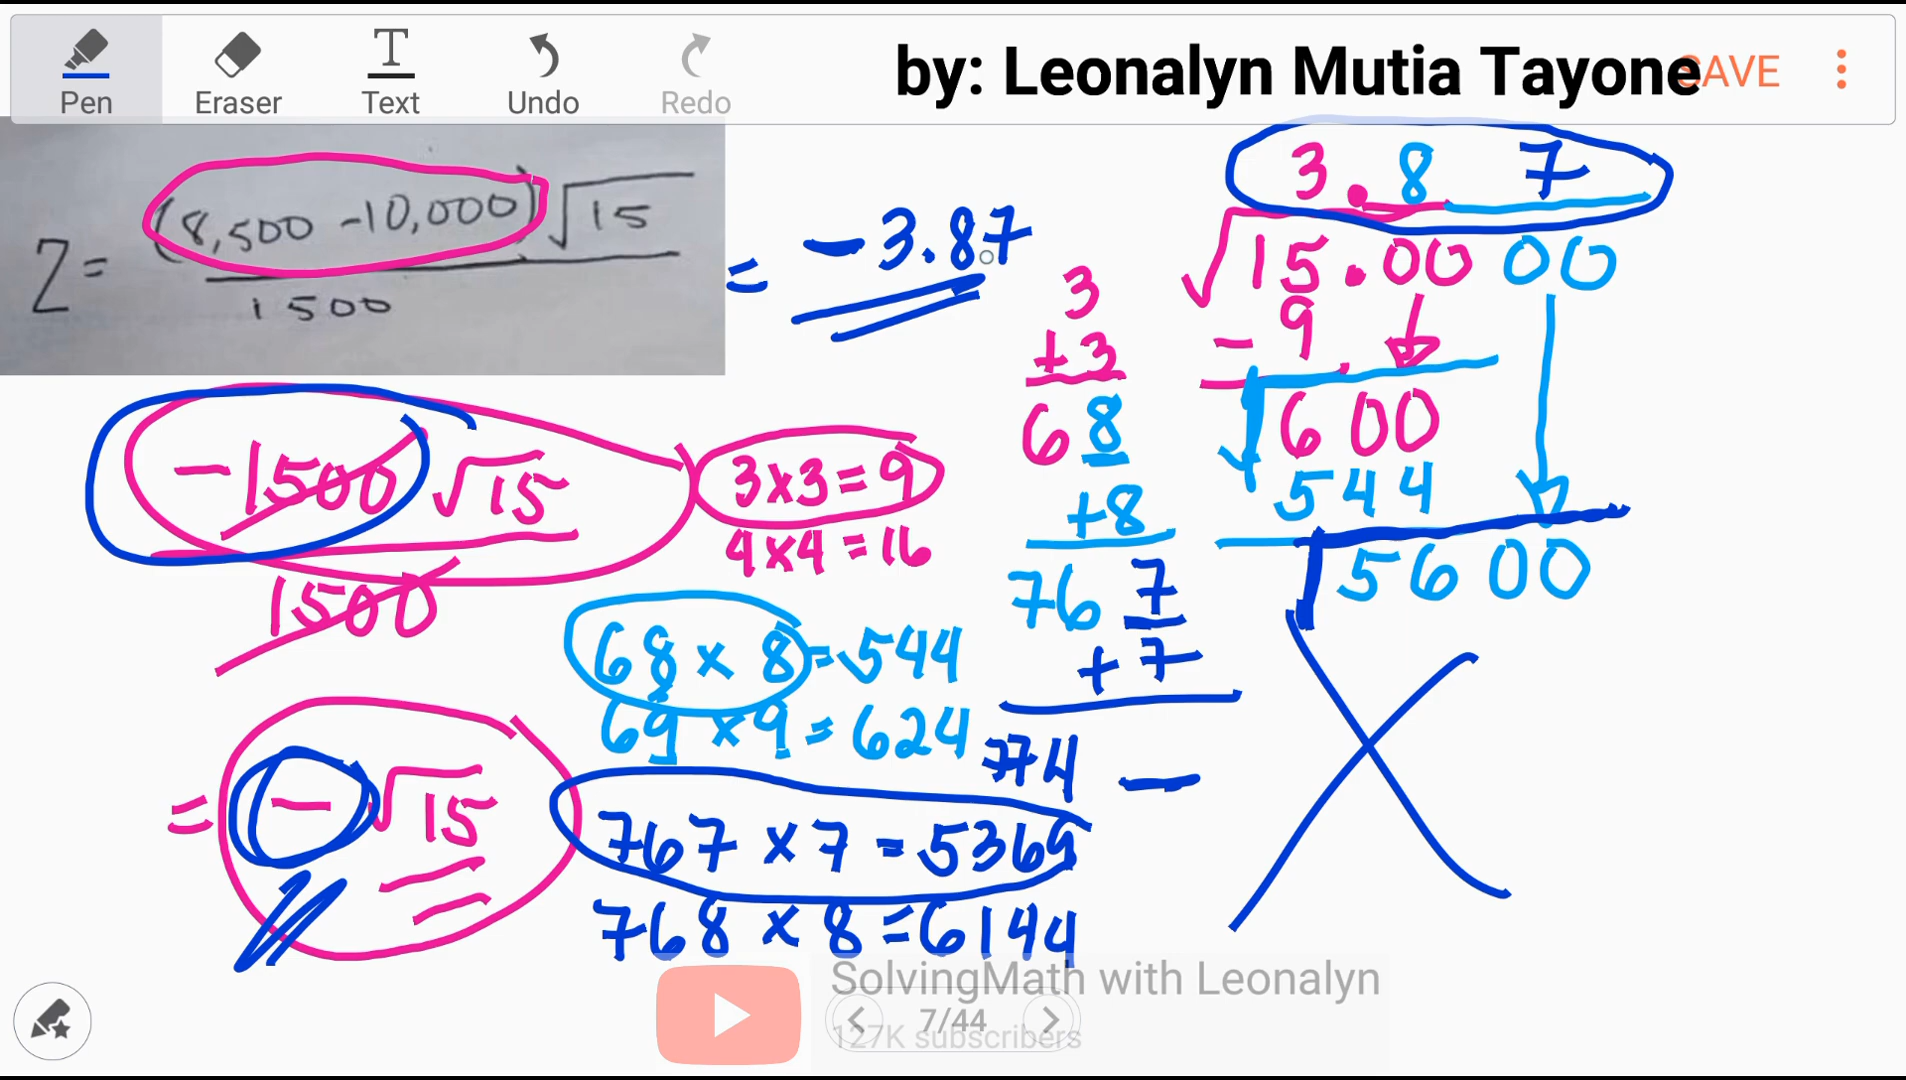 Pen Eraser Text Undo Redo
by: Leonalyn Mutia Tayone
SAVE
Z = (8,500 - 10,000) √15
1500
= - 3.87
-1500 √15
1500
= - √15
3x3=9
4x4=16
68 x 8 = 544
69 x 9 = 624
767 x 7 = 5369
768 x 8 = 6144
3
+3
68
+8
767
+7
774 -
3.8 7
√15.00 00
- 9
600
544
5600
SolvingMath with Leonalyn
7/44
127K subscribers